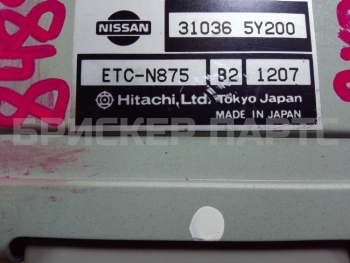 NISSAN 31036 5Y200
ETC-N875 B2 1207
Hitachi, Ltd. Tokyo Japan
MADE IN JAPAN
БРИСКЕР ПАРТС